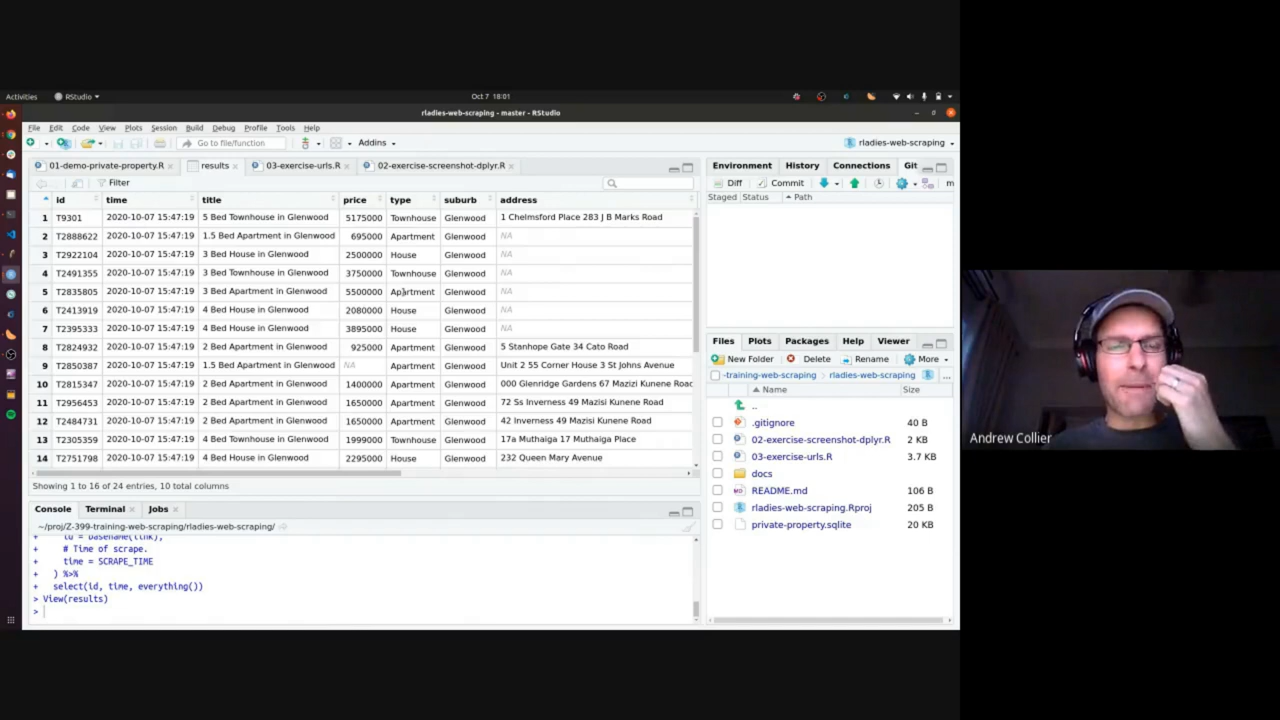 Activities RStudio Oct 7 18:01
rladies-web-scraping - master - RStudio
File Edit Code View Plots Session Build Debug Profile Tools Help
Go to file/function Addins rladies-web-scraping
01-demo-private-property.R results 03-exercise-urls.R 02-exercise-screenshot-dplyr.R
Filter
id time title price type suburb address
1 T9301 2020-10-07 15:47:19 5 Bed Townhouse in Glenwood 5175000 Townhouse Glenwood 1 Chelmsford Place 283 J B Marks Road
2 T2888622 2020-10-07 15:47:19 1.5 Bed Apartment in Glenwood 695000 Apartment Glenwood NA
3 T2922104 2020-10-07 15:47:19 3 Bed House in Glenwood 2500000 House Glenwood NA
4 T2491355 2020-10-07 15:47:19 3 Bed Townhouse in Glenwood 3750000 Townhouse Glenwood NA
5 T2835805 2020-10-07 15:47:19 3 Bed Apartment in Glenwood 5500000 Apartment Glenwood NA
6 T2413919 2020-10-07 15:47:19 4 Bed House in Glenwood 2080000 House Glenwood NA
7 T2395333 2020-10-07 15:47:19 4 Bed House in Glenwood 3895000 House Glenwood NA
8 T2824932 2020-10-07 15:47:19 2 Bed Apartment in Glenwood 925000 Apartment Glenwood 5 Stanhope Gate 34 Cato Road
9 T2850387 2020-10-07 15:47:19 1.5 Bed Apartment in Glenwood NA Apartment Glenwood Unit 2 55 Corner House 3 St Johns Avenue
10 T2815347 2020-10-07 15:47:19 2 Bed Apartment in Glenwood 1400000 Apartment Glenwood 000 Glenridge Gardens 67 Mazizi Kunene Road
11 T2956453 2020-10-07 15:47:19 2 Bed Apartment in Glenwood 1650000 Apartment Glenwood 72 Ss Inverness 49 Mazisi Kunene Road
12 T2484731 2020-10-07 15:47:19 2 Bed Apartment in Glenwood 1650000 Apartment Glenwood 42 Inverness 49 Mazisi Kunene Road
13 T2305359 2020-10-07 15:47:19 4 Bed Townhouse in Glenwood 1999000 Townhouse Glenwood 17a Muthaiga 17 Muthaiga Place
14 T2751798 2020-10-07 15:47:19 4 Bed House in Glenwood 2295000 House Glenwood 232 Queen Mary Avenue
Showing 1 to 16 of 24 entries, 10 total columns
Console Terminal Jobs
~/proj/Z-399-training-web-scraping/rladies-web-scraping/
+ id = basename(link),
+ # Time of scrape.
+ time = SCRAPE_TIME
+ ) %>%
+ select(id, time, everything())
> View(results)
>
Environment History Connections Git
Diff Commit m
Staged Status Path
Files Plots Packages Help Viewer
New Folder Delete Rename More
-training-web-scraping rladies-web-scraping ...
Name Size
..
.gitignore 40 B
02-exercise-screenshot-dplyr.R 2 KB
03-exercise-urls.R 3.7 KB
docs
README.md 106 B
rladies-web-scraping.Rproj 205 B
private-property.sqlite 20 KB
Andrew Collier